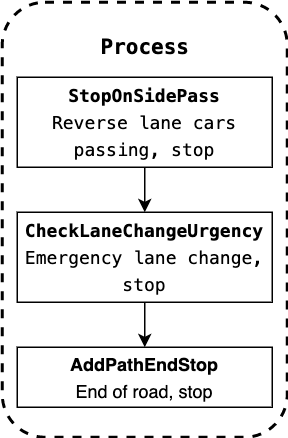 Process
StopOnSidePass
Reverse lane cars
passing, stop
CheckLaneChangeUrgency
Emergency lane change,
stop
AddPathEndStop
End of road, stop